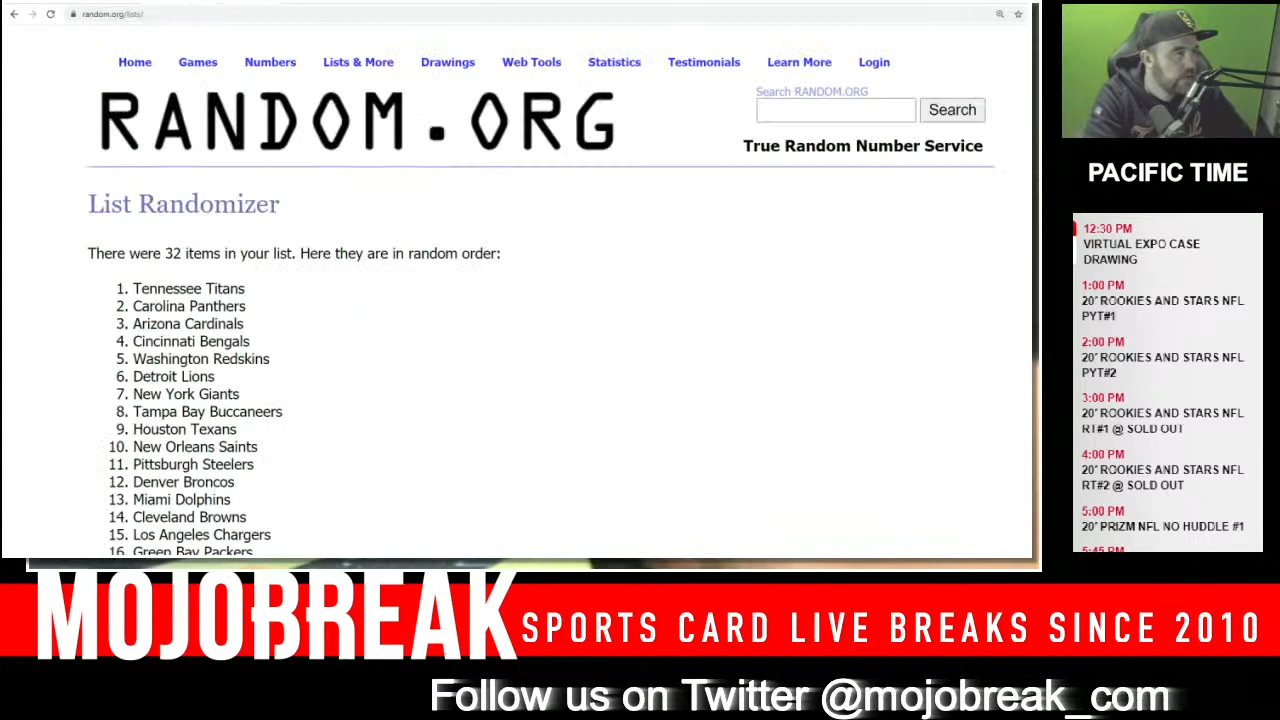 random.org/lists/
Home Games Numbers Lists & More Drawings Web Tools Statistics Testimonials Learn More Login
RANDOM.ORG
Search RANDOM.ORG
Search
True Random Number Service
List Randomizer
There were 32 items in your list. Here they are in random order:
1. Tennessee Titans
2. Carolina Panthers
3. Arizona Cardinals
4. Cincinnati Bengals
5. Washington Redskins
6. Detroit Lions
7. New York Giants
8. Tampa Bay Buccaneers
9. Houston Texans
10. New Orleans Saints
11. Pittsburgh Steelers
12. Denver Broncos
13. Miami Dolphins
14. Cleveland Browns
15. Los Angeles Chargers
16. Green Bay Packers
PACIFIC TIME
12:30 PM
VIRTUAL EXPO CASE
DRAWING
1:00 PM
20' ROOKIES AND STARS NFL
PYT#1
2:00 PM
20' ROOKIES AND STARS NFL
PYT#2
3:00 PM
20' ROOKIES AND STARS NFL
RT#1 @ SOLD OUT
4:00 PM
20' ROOKIES AND STARS NFL
RT#2 @ SOLD OUT
5:00 PM
20' PRIZM NFL NO HUDDLE #1
5:45 PM
MOJOBREAK
SPORTS CARD LIVE BREAKS SINCE 2010
Follow us on Twitter @mojobreak_com